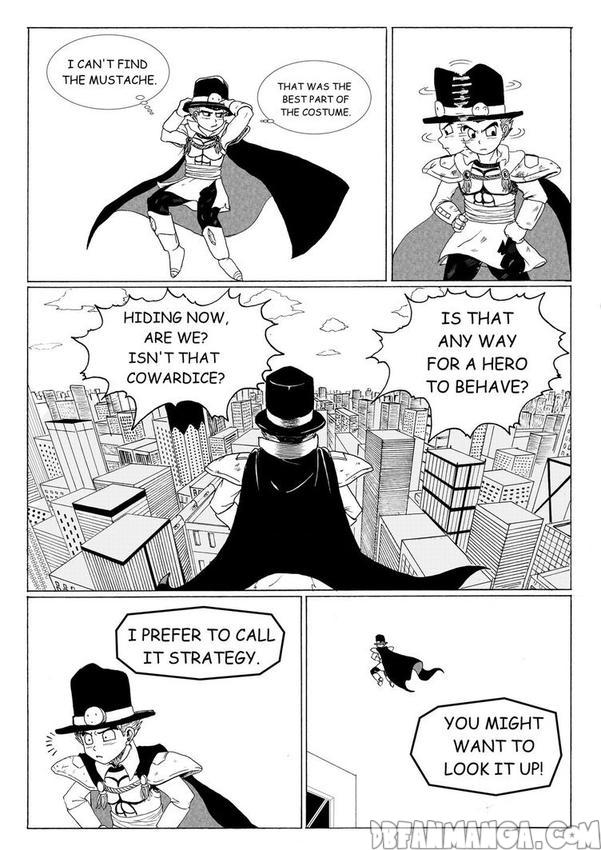 I CAN'T FIND
THE MUSTACHE.
THAT WAS THE
BEST PART OF
THE COSTUME.
HIDING NOW,
ARE WE?
ISN'T THAT
COWARDICE?
IS THAT
ANY WAY
FOR A HERO
TO BEHAVE?
I PREFER TO CALL
IT STRATEGY.
YOU MIGHT
WANT TO
LOOK IT UP!
DBFANMANGA.COM